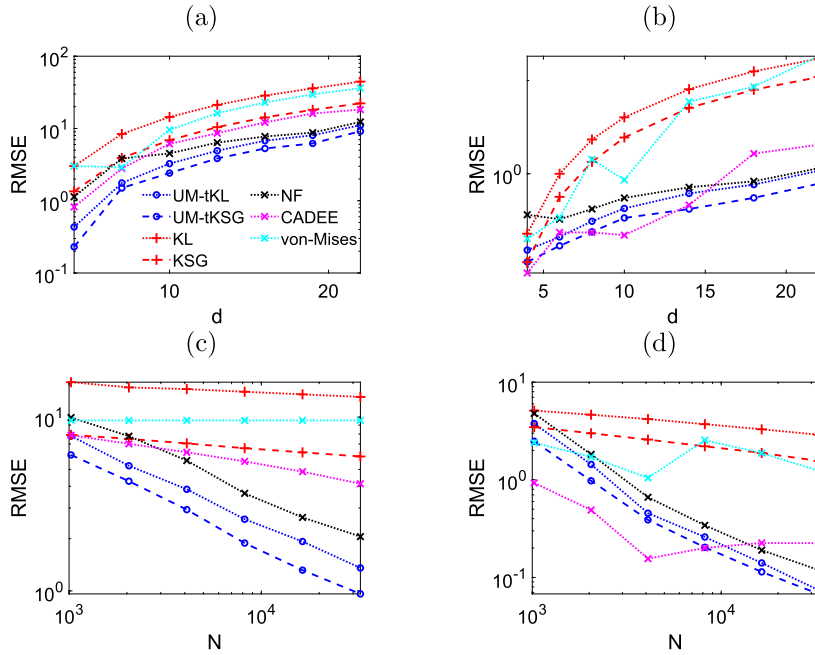 (a)
RMSE
10^2
10^1
10^0
10^-1
10
20
d
UM-tKL
UM-tKSG
KL
KSG
NF
CADEE
von-Mises
(b)
RMSE
10^0
5
10
15
20
d
(c)
RMSE
10^1
10^0
10^3
10^4
N
(d)
RMSE
10^1
10^0
10^-1
10^3
10^4
N